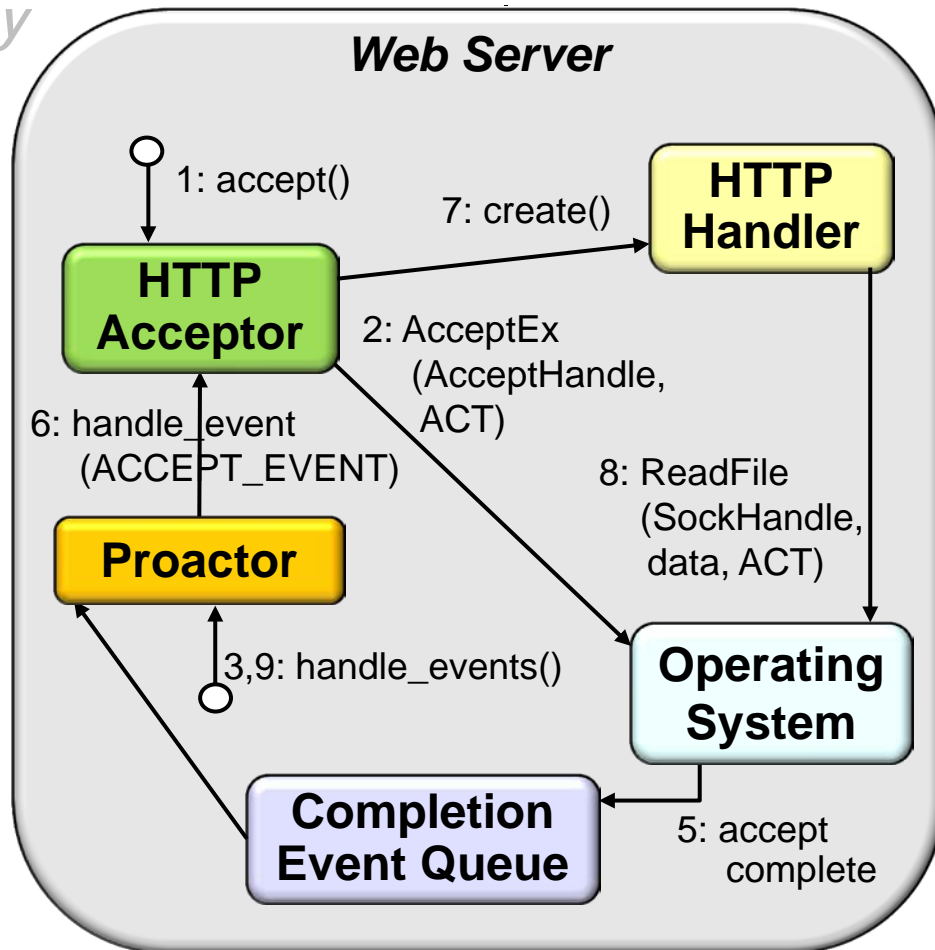 y
Web Server
1: accept()
HTTP
Handler
7: create()
HTTP
Acceptor
2: AcceptEx
(AcceptHandle,
ACT)
6: handle_event
(ACCEPT_EVENT)
8: ReadFile
(SockHandle,
data, ACT)
Proactor
3,9: handle_events()
Operating
System
Completion
Event Queue
5: accept
complete